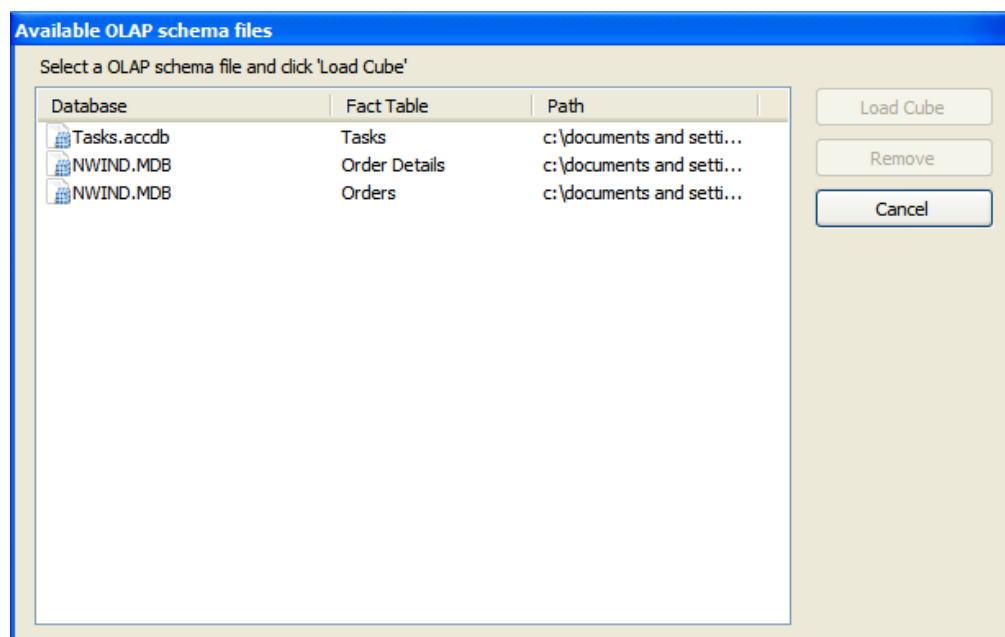 Available OLAP schema files
Select a OLAP schema file and click 'Load Cube'
Database Fact Table Path
Tasks.accdb Tasks c:\documents and setti...
NWIND.MDB Order Details c:\documents and setti...
NWIND.MDB Orders c:\documents and setti...
Load Cube
Remove
Cancel